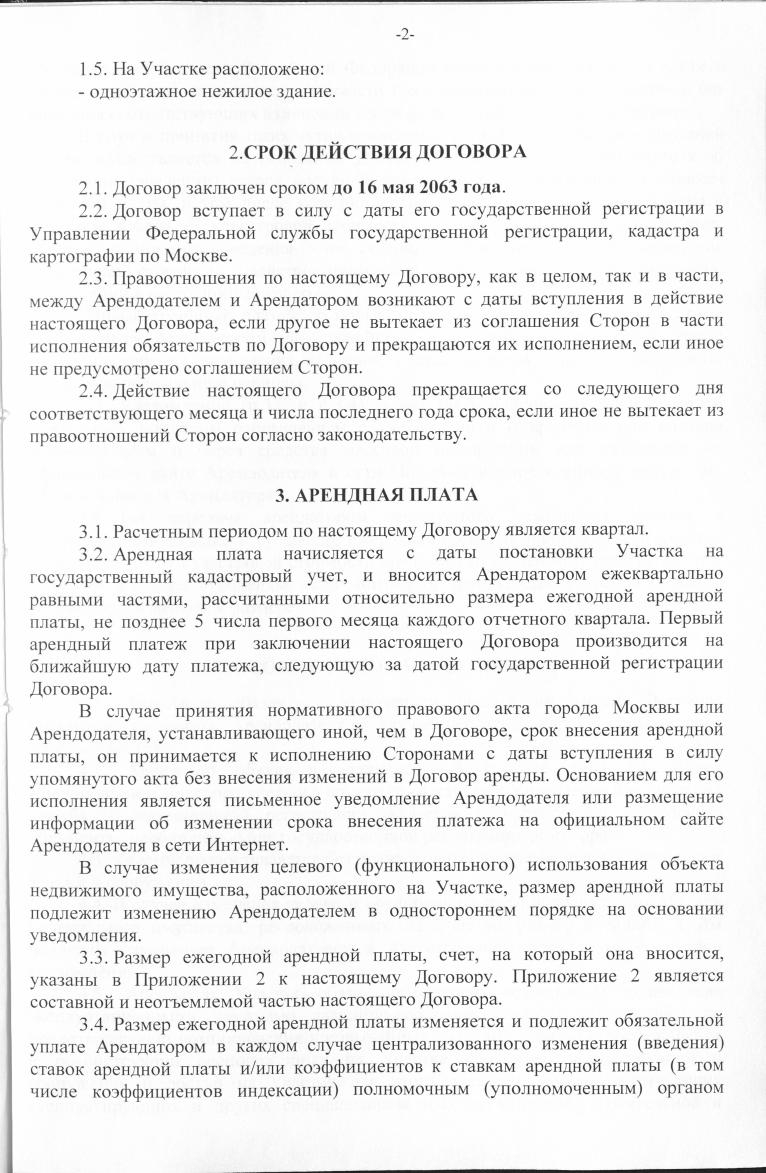 -2-
1.5. На Участке расположено:
- одноэтажное нежилое здание.
2.СРОК ДЕЙСТВИЯ ДОГОВОРА
2.1. Договор заключен сроком до 16 мая 2063 года.
2.2. Договор вступает в силу с даты его государственной регистрации в
Управлении Федеральной службы государственной регистрации, кадастра и
картографии по Москве.
2.3. Правоотношения по настоящему Договору, как в целом, так и в части,
между Арендодателем и Арендатором возникают с даты вступления в действие
настоящего Договора, если другое не вытекает из соглашения Сторон в части
исполнения обязательств по Договору и прекращаются их исполнением, если иное
не предусмотрено соглашением Сторон.
2.4. Действие настоящего Договора прекращается со следующего дня
соответствующего месяца и числа последнего года срока, если иное не вытекает из
правоотношений Сторон согласно законодательству.
3. АРЕНДНАЯ ПЛАТА
3.1. Расчетным периодом по настоящему Договору является квартал.
3.2. Арендная плата начисляется с даты постановки Участка на
государственный кадастровый учет, и вносится Арендатором ежеквартально
равными частями, рассчитанными относительно размера ежегодной арендной
платы, не позднее 5 числа первого месяца каждого отчетного квартала. Первый
арендный платеж при заключении настоящего Договора производится на
ближайшую дату платежа, следующую за датой государственной регистрации
Договора.
В случае принятия нормативного правового акта города Москвы или
Арендодателя, устанавливающего иной, чем в Договоре, срок внесения арендной
платы, он принимается к исполнению Сторонами с даты вступления в силу
упомянутого акта без внесения изменений в Договор аренды. Основанием для его
исполнения является письменное уведомление Арендодателя или размещение
информации об изменении срока внесения платежа на официальном сайте
Арендодателя в сети Интернет.
В случае изменения целевого (функционального) использования объекта
недвижимого имущества, расположенного на Участке, размер арендной платы
подлежит изменению Арендодателем в одностороннем порядке на основании
уведомления.
3.3. Размер ежегодной арендной платы, счет, на который она вносится,
указаны в Приложении 2 к настоящему Договору. Приложение 2 является
составной и неотъемлемой частью настоящего Договора.
3.4. Размер ежегодной арендной платы изменяется и подлежит обязательной
уплате Арендатором в каждом случае централизованного изменения (введения)
ставок арендной платы и/или коэффициентов к ставкам арендной платы (в том
числе коэффициентов индексации) полномочным (уполномоченным) органом